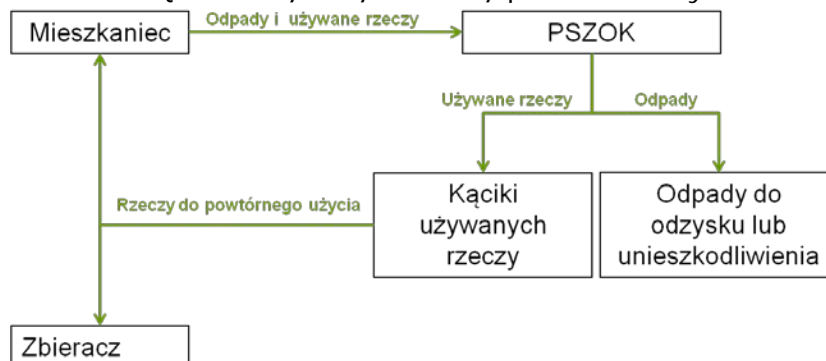 Odpady i używane rzeczy
Mieszkaniec
PSZOK
Używane rzeczy
Odpady
Kąciki
używanych
rzeczy
Odpady do
odzysku lub
unieszkodliwienia
Rzeczy do powtórnego użycia
Zbieracz